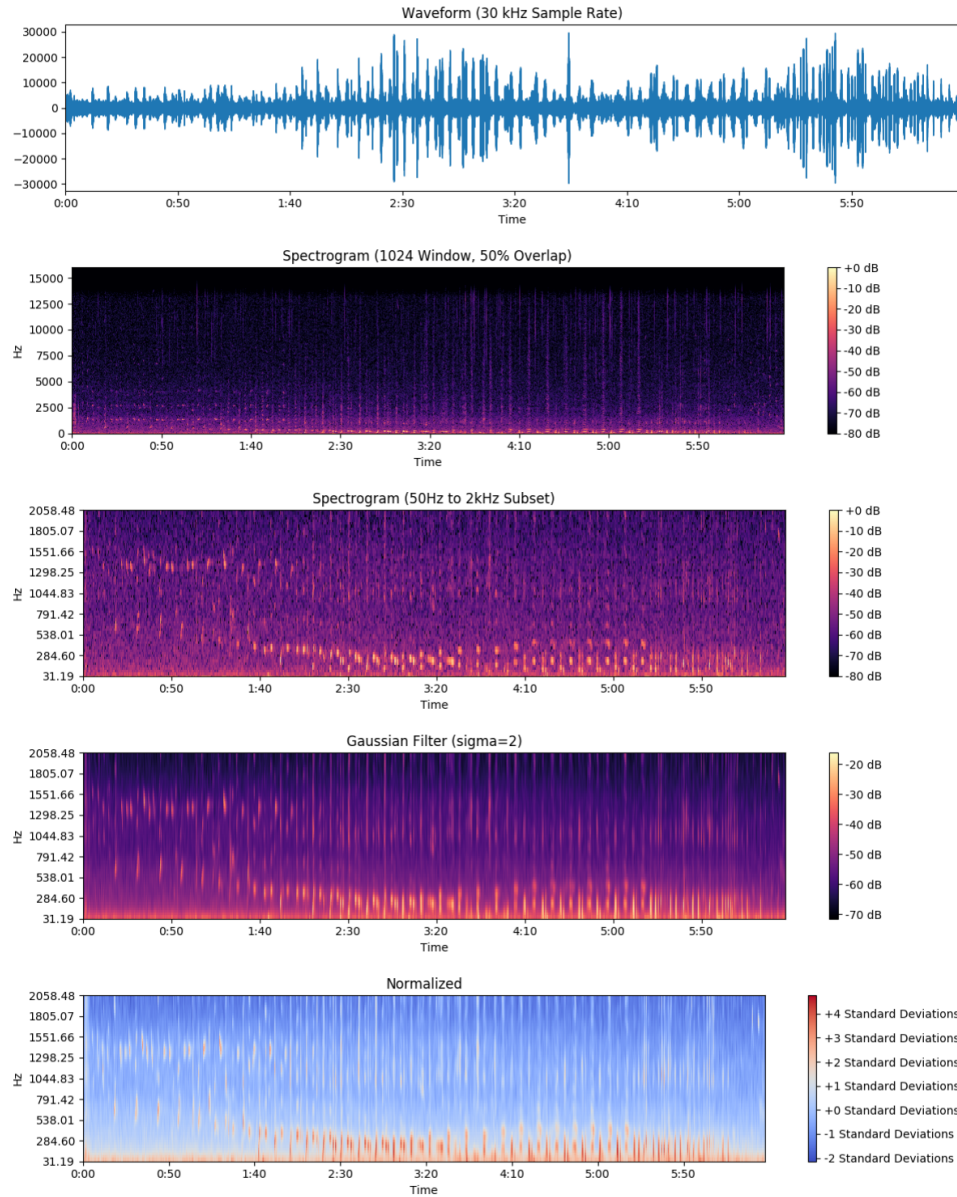 Waveform (30 kHz Sample Rate)
30000
20000
10000
0
−10000
−20000
−30000
0:00 0:50 1:40 2:30 3:20 4:10 5:00 5:50
Time
Spectrogram (1024 Window, 50% Overlap)
Hz
15000
12500
10000
7500
5000
2500
0
0:00 0:50 1:40 2:30 3:20 4:10 5:00 5:50
Time
+0 dB
-10 dB
-20 dB
-30 dB
-40 dB
-50 dB
-60 dB
-70 dB
-80 dB
Spectrogram (50Hz to 2kHz Subset)
Hz
2058.48
1805.07
1551.66
1298.25
1044.83
791.42
538.01
284.60
31.19
0:00 0:50 1:40 2:30 3:20 4:10 5:00 5:50
Time
+0 dB
-10 dB
-20 dB
-30 dB
-40 dB
-50 dB
-60 dB
-70 dB
-80 dB
Gaussian Filter (sigma=2)
Hz
2058.48
1805.07
1551.66
1298.25
1044.83
791.42
538.01
284.60
31.19
0:00 0:50 1:40 2:30 3:20 4:10 5:00 5:50
Time
-20 dB
-30 dB
-40 dB
-50 dB
-60 dB
-70 dB
Normalized
Hz
2058.48
1805.07
1551.66
1298.25
1044.83
791.42
538.01
284.60
31.19
0:00 0:50 1:40 2:30 3:20 4:10 5:00 5:50
Time
+4 Standard Deviations
+3 Standard Deviations
+2 Standard Deviations
+1 Standard Deviations
+0 Standard Deviations
-1 Standard Deviations
-2 Standard Deviations